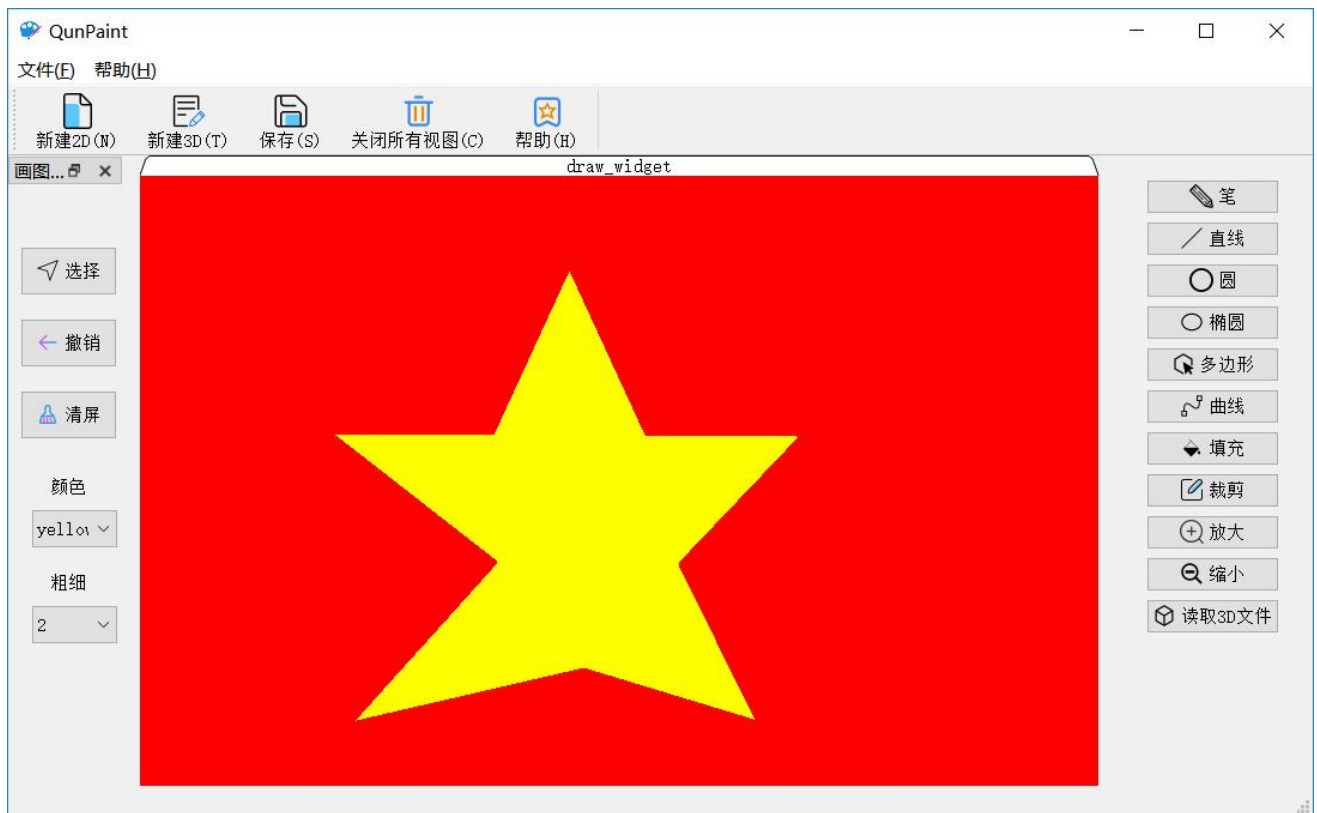 QunPaint
文件(F) 帮助(H)
新建2D(N) 新建3D(T) 保存(S) 关闭所有视图(C) 帮助(H)
画图...
draw_widget
选择
撤销
清屏
颜色
yellow
粗细
2
笔
直线
圆
椭圆
多边形
曲线
填充
裁剪
放大
缩小
读取3D文件